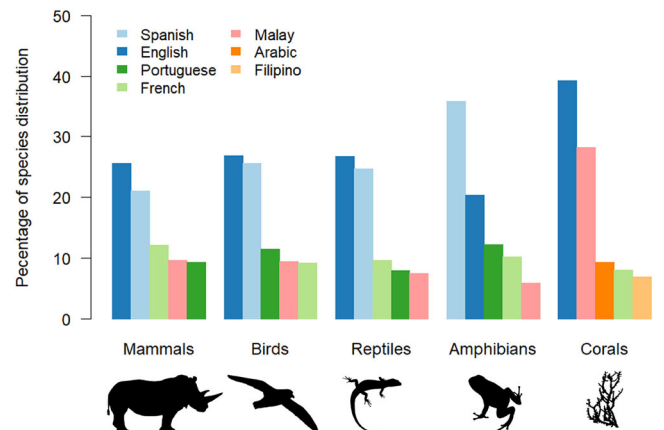 50
40
30
20
10
0
Pecentage of species distribution
Spanish
English
Portuguese
French
Malay
Arabic
Filipino
Mammals
Birds
Reptiles
Amphibians
Corals